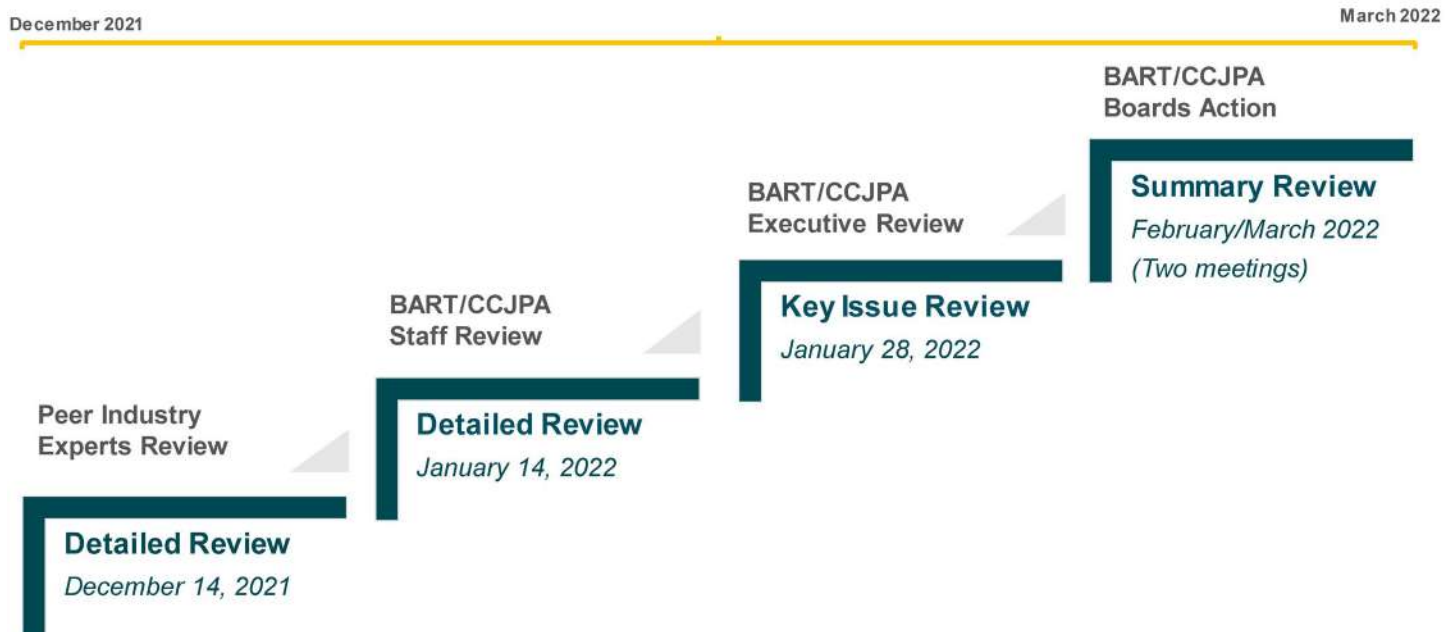 December 2021
March 2022
BART/CCJPA
Boards Action
Summary Review
February/March 2022
(Two meetings)
BART/CCJPA
Executive Review
Key Issue Review
January 28, 2022
BART/CCJPA
Staff Review
Detailed Review
January 14, 2022
Peer Industry
Experts Review
Detailed Review
December 14, 2021